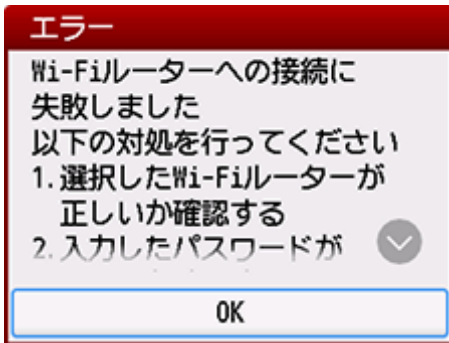 エラー
Wi-Fiルーターへの接続に
失敗しました
以下の対処を行ってください
1.選択したWi-Fiルーターが
正しいか確認する
2.入力したパスワードが
OK